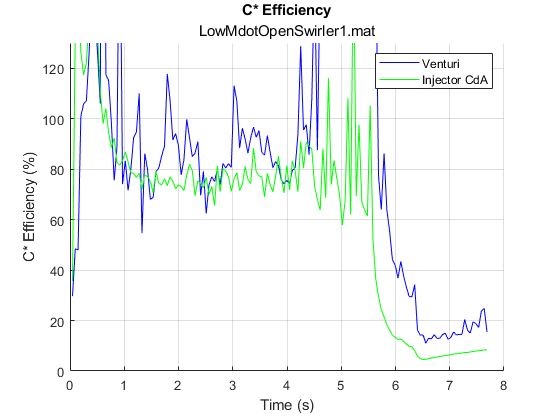 C* Efficiency
LowMdotOpenSwirler1.mat
Venturi
Injector CdA
120
100
80
60
40
20
0
C* Efficiency (%)
0 1 2 3 4 5 6 7 8
Time (s)